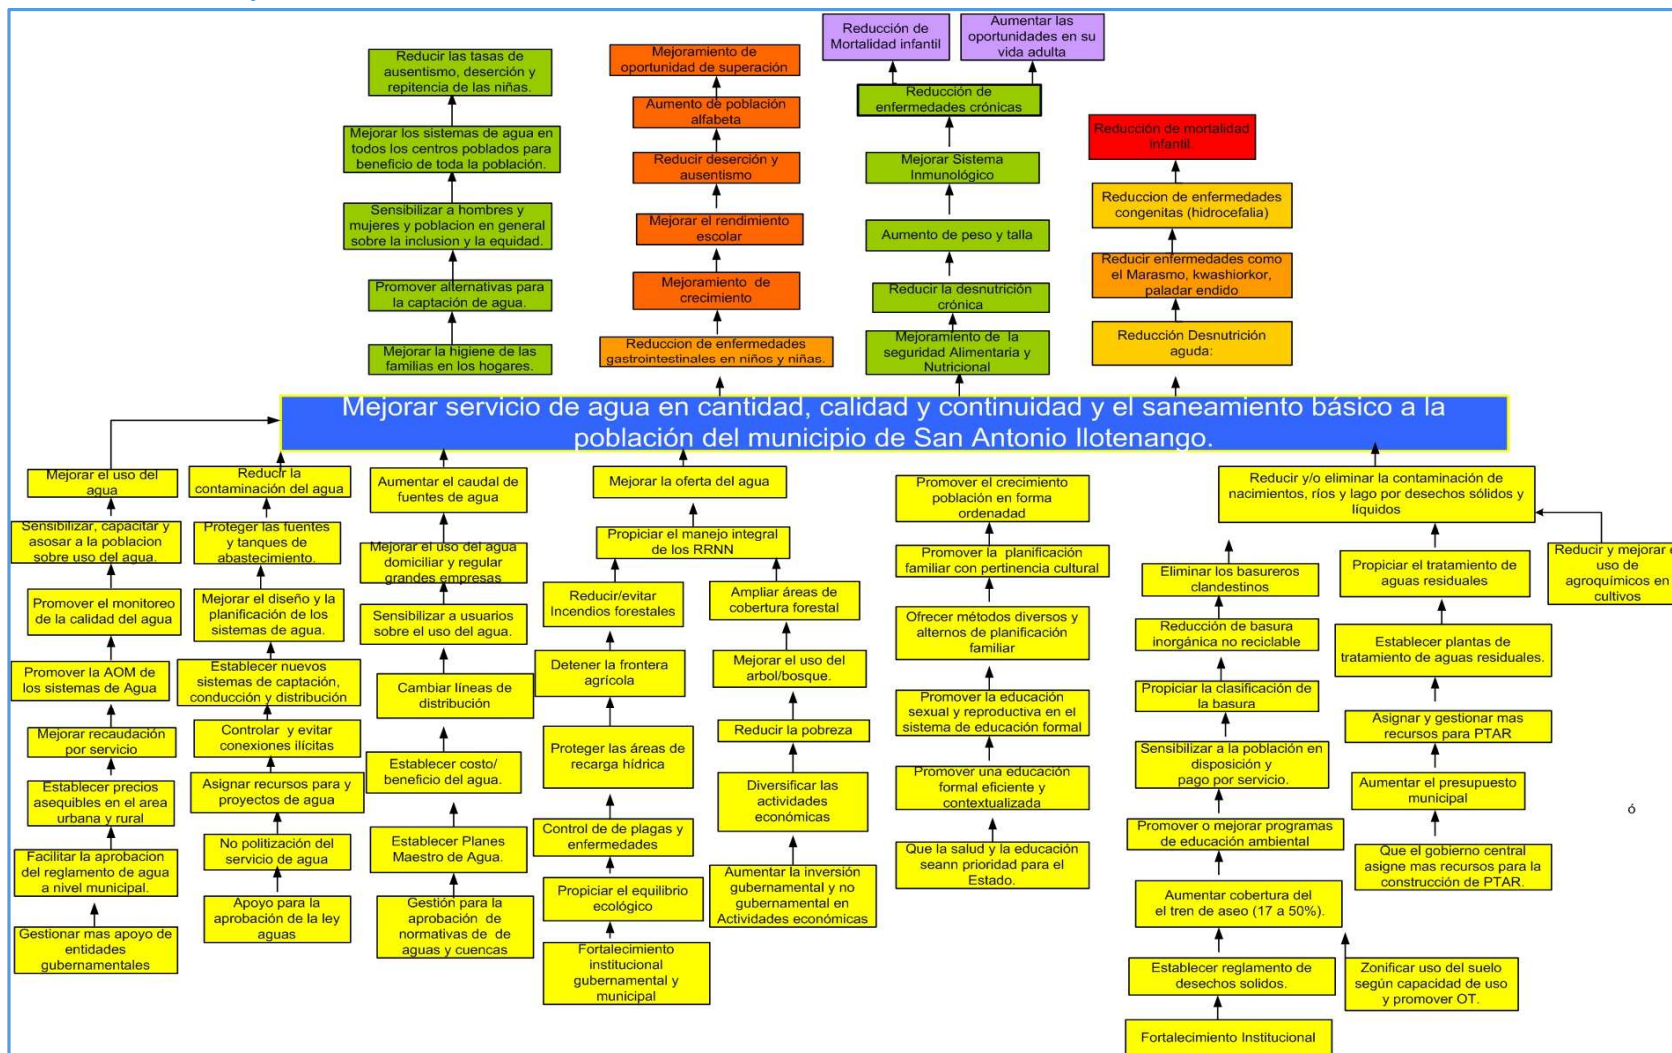 Reducir las tasas de
ausentismo, deserción y
repitencia de las niñas.
Mejorar los sistemas de agua en
todos los centros poblados para
beneficio de toda la población.
Sensibilizar a hombres y
mujeres y poblacion en general
sobre la inclusion y la equidad.
Promover alternativas para
la captación de agua.
Mejorar la higiene de las
familias en los hogares.
Mejoramiento de
oportunidad de superación
Aumento de población
alfabeta
Reducir deserción y
ausentismo
Mejorar el rendimiento
escolar
Mejoramiento de
crecimiento
Reduccion de enfermedades
gastrointestinales en niños y niñas.
Reducción de
Mortalidad infantil
Aumentar las
oportunidades en su
vida adulta
Reducción de
enfermedades crónicas
Mejorar Sistema
Inmunológico
Aumento de peso y talla
Reducir la desnutrición
crónica
Mejoramiento de la
seguridad Alimentaria y
Nutricional
Reducción de mortalidad
infantil.
Reduccion de enfermedades
congenitas (hidrocefalia)
Reducir enfermedades como
el Marasmo, kwashiorkor,
paladar endido
Reducción Desnutrición
aguda:
Mejorar servicio de agua en cantidad, calidad y continuidad y el saneamiento básico a la
población del municipio de San Antonio Ilotenango.
Mejorar el uso del
agua
Sensibilizar, capacitar y
asosar a la poblacion
sobre uso del agua.
Promover el monitoreo
de la calidad del agua
Promover la AOM de
los sistemas de Agua
Mejorar recaudación
por servicio
Establecer precios
asequibles en el area
urbana y rural
Facilitar la aprobacion
del reglamento de agua
a nivel municipal.
Gestionar mas apoyo de
entidades
gubernamentales
Reducir la
contaminación del agua
Proteger las fuentes
y tanques de
abastecimiento.
Mejorar el diseño y la
planificación de los
sistemas de agua.
Establecer nuevos
sistemas de captación,
conducción y distribución
Controlar y evitar
conexiones ilícitas
Asignar recursos para y
proyectos de agua
No politización del
servicio de agua
Apoyo para la
aprobación de la ley
aguas
Aumentar el caudal de
fuentes de agua
Mejorar el uso del agua
domiciliar y regular
grandes empresas
Sensibilizar a usuarios
sobre el uso del agua.
Cambiar líneas de
distribución
Establecer costo/
beneficio del agua.
Establecer Planes
Maestro de Agua.
Gestión para la
aprobación de
normativas de de
aguas y cuencas
Mejorar la oferta del agua
Propiciar el manejo integral
de los RRNN
Reducir/evitar
Incendios forestales
Detener la frontera
agrícola
Proteger las áreas de
recarga hídrica
Control de de plagas y
enfermedades
Propiciar el equilibrio
ecológico
Fortalecimiento
institucional
gubernamental y
municipal
Ampliar áreas de
cobertura forestal
Mejorar el uso del
arbol/bosque.
Reducir la pobreza
Diversificar las
actividades
económicas
Aumentar la inversión
gubernamental y no
gubernamental en
Actividades económicas
Promover el crecimiento
población en forma
ordenadad
Promover la planificación
familiar con pertinencia cultural
Ofrecer métodos diversos y
alternos de planificación
familiar
Promover la educación
sexual y reproductiva en el
sistema de educación formal
Promover una educación
formal eficiente y
contextualizada
Que la salud y la educación
seann prioridad para el
Estado.
Reducir y/o eliminar la contaminación de
nacimientos, ríos y lago por desechos sólidos y
líquidos
Eliminar los basureros
clandestinos
Reducción de basura
inorgánica no reciclable
Propiciar la clasificación de
la basura
Sensibilizar a la población en
disposición y
pago por servicio.
Promover o mejorar programas
de educación ambiental
Aumentar cobertura del
el tren de aseo (17 a 50%).
Establecer reglamento de
desechos solidos.
Fortalecimiento Institucional
Zonificar uso del suelo
según capacidad de uso
y promover OT.
Propiciar el tratamiento de
aguas residuales
Establecer plantas de
tratamiento de aguas residuales.
Asignar y gestionar mas
recursos para PTAR
Aumentar el presupuesto
municipal
Que el gobierno central
asigne mas recursos para la
construcción de PTAR.
Reducir y mejorar e
uso de
agroquímicos en
cultivos
ó